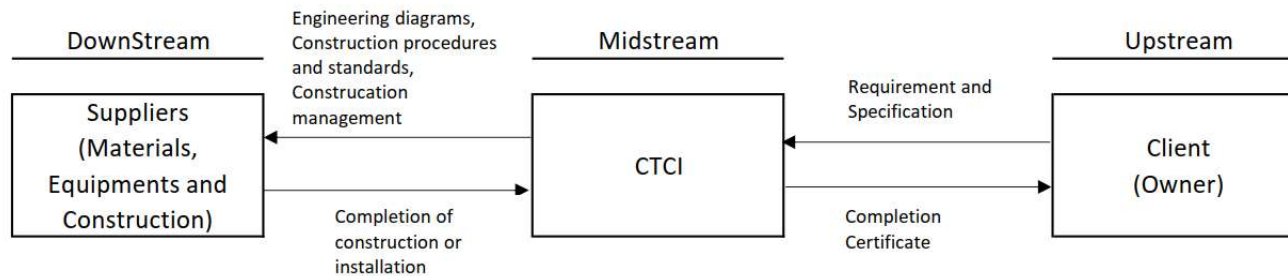 DownStream
Engineering diagrams,
Construction procedures
and standards,
Construcation
management
Midstream
Upstream
Suppliers
(Materials,
Equipments and
Construction)
Completion of
construction or
installation
CTCI
Requirement and
Specification
Completion
Certificate
Client
(Owner)